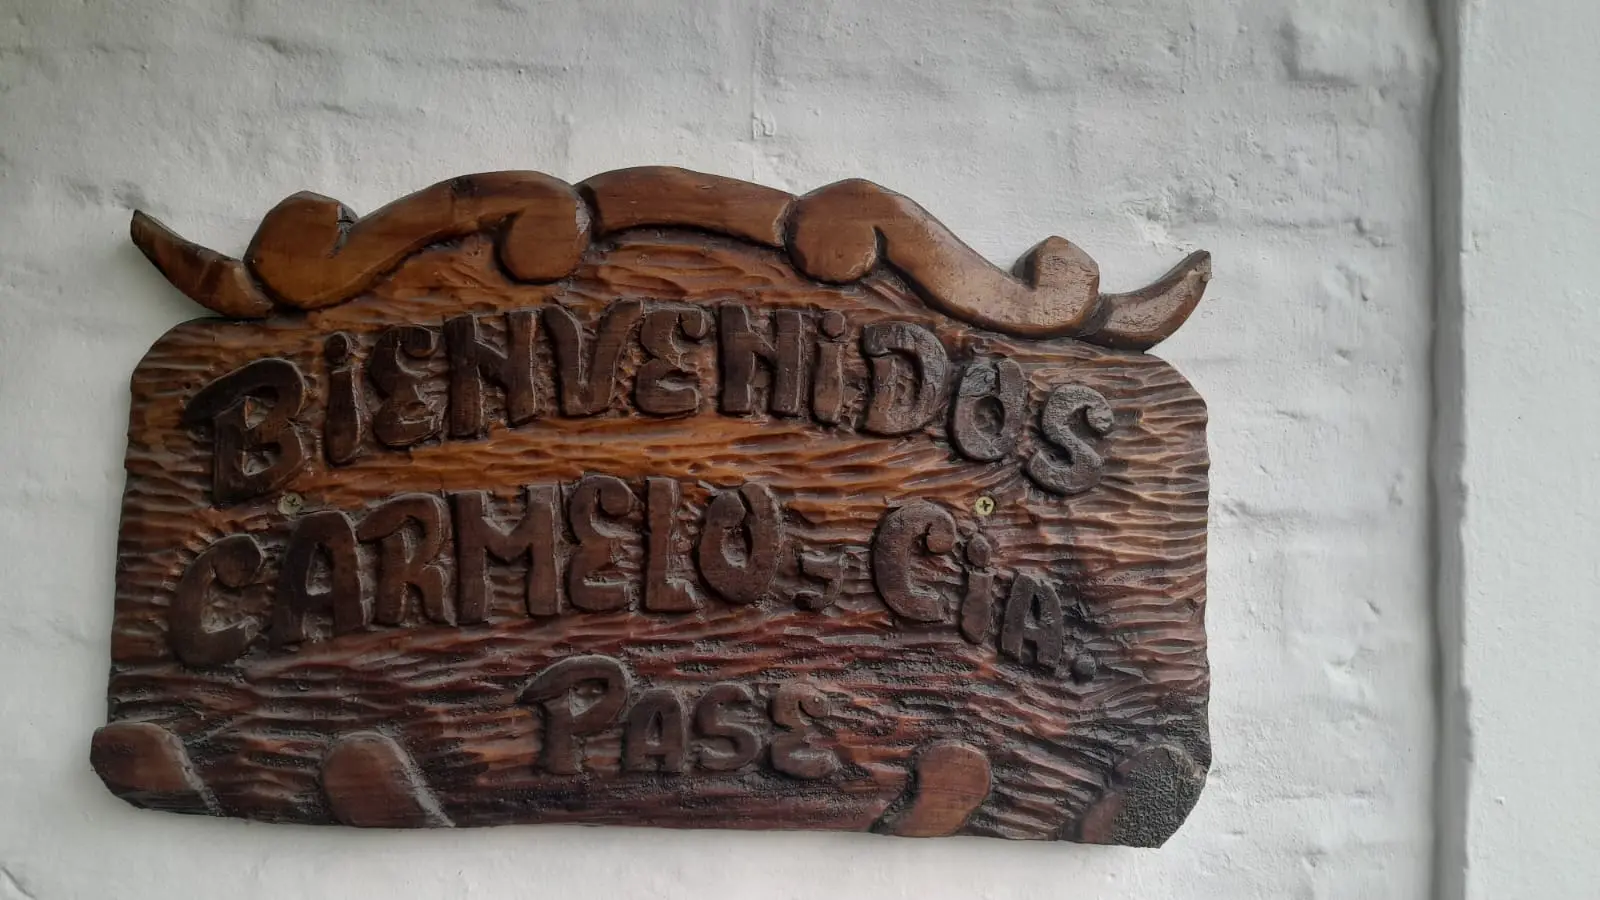 BiENVENiDOS
CARMELO, CiA.
PASE